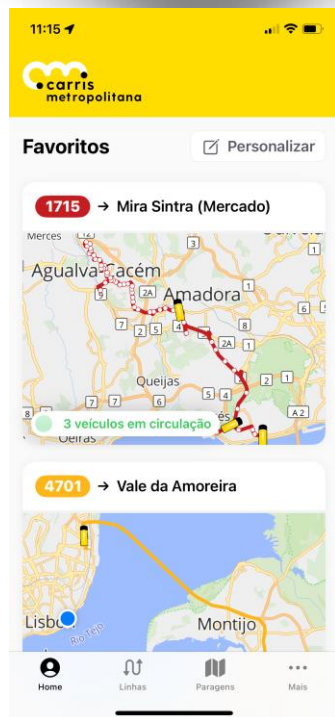 11:15
carris
metropolitana
Favoritos
Personalizar
1715 → Mira Sintra (Mercado)
Merces
Agualva-Cacém
Amadora
Queijas
Oeiras
3 veículos em circulação
4701 → Vale da Amoreira
Montijo
Rio Tejo
Home
Linhas
Paragens
Mais